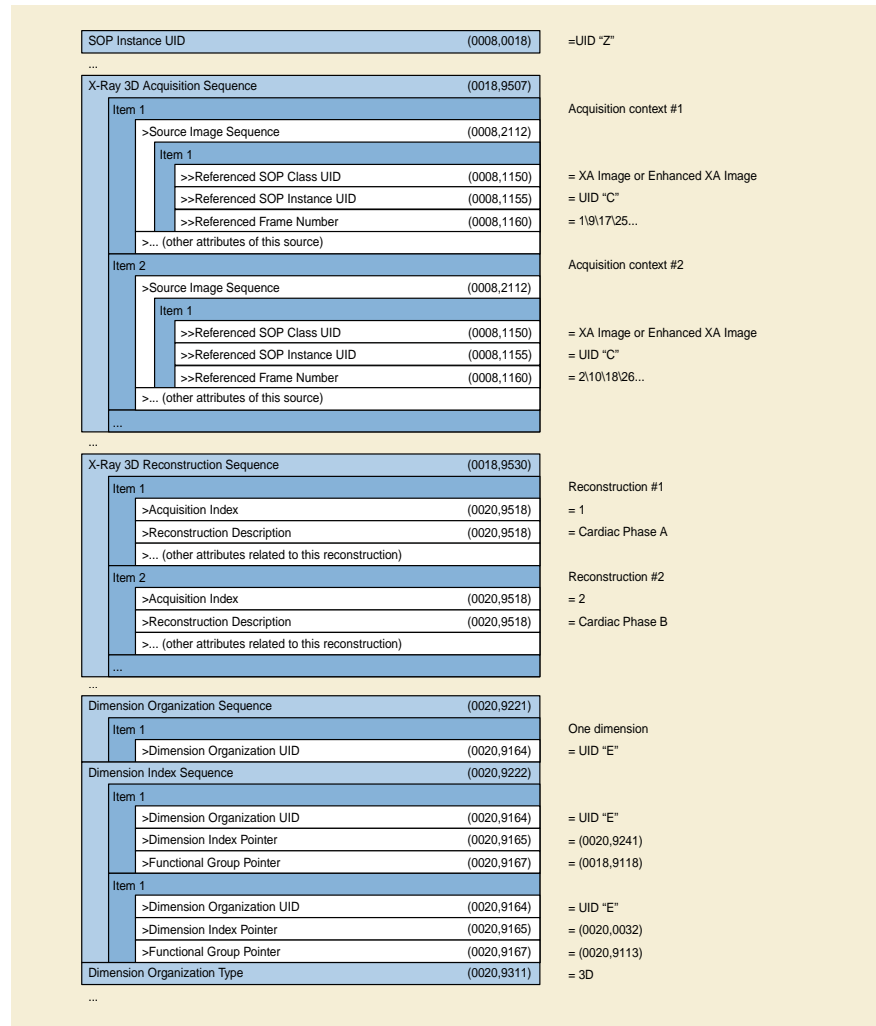 SOP Instance UID (0008,0018) =UID “Z”
...
X-Ray 3D Acquisition Sequence (0018,9507)
Item 1 Acquisition context #1
>Source Image Sequence (0008,2112)
Item 1
>>Referenced SOP Class UID (0008,1150) = XA Image or Enhanced XA Image
>>Referenced SOP Instance UID (0008,1155) = UID “C”
>>Referenced Frame Number (0008,1160) = 1\9\17\25...
>... (other attributes of this source)
Item 2 Acquisition context #2
>Source Image Sequence (0008,2112)
Item 1
>>Referenced SOP Class UID (0008,1150) = XA Image or Enhanced XA Image
>>Referenced SOP Instance UID (0008,1155) = UID “C”
>>Referenced Frame Number (0008,1160) = 2\10\18\26...
>... (other attributes of this source)
...
...
X-Ray 3D Reconstruction Sequence (0018,9530)
Item 1 Reconstruction #1
>Acquisition Index (0020,9518) = 1
>Reconstruction Description (0020,9518) = Cardiac Phase A
>... (other attributes related to this reconstruction)
Item 2 Reconstruction #2
>Acquisition Index (0020,9518) = 2
>Reconstruction Description (0020,9518) = Cardiac Phase B
>... (other attributes related to this reconstruction)
...
...
Dimension Organization Sequence (0020,9221)
Item 1 One dimension
>Dimension Organization UID (0020,9164) = UID “E”
Dimension Index Sequence (0020,9222)
Item 1
>Dimension Organization UID (0020,9164) = UID “E”
>Dimension Index Pointer (0020,9165) = (0020,9241)
>Functional Group Pointer (0020,9167) = (0018,9118)
Item 1
>Dimension Organization UID (0020,9164) = UID “E”
>Dimension Index Pointer (0020,9165) = (0020,0032)
>Functional Group Pointer (0020,9167) = (0020,9113)
Dimension Organization Type (0020,9311) = 3D
...